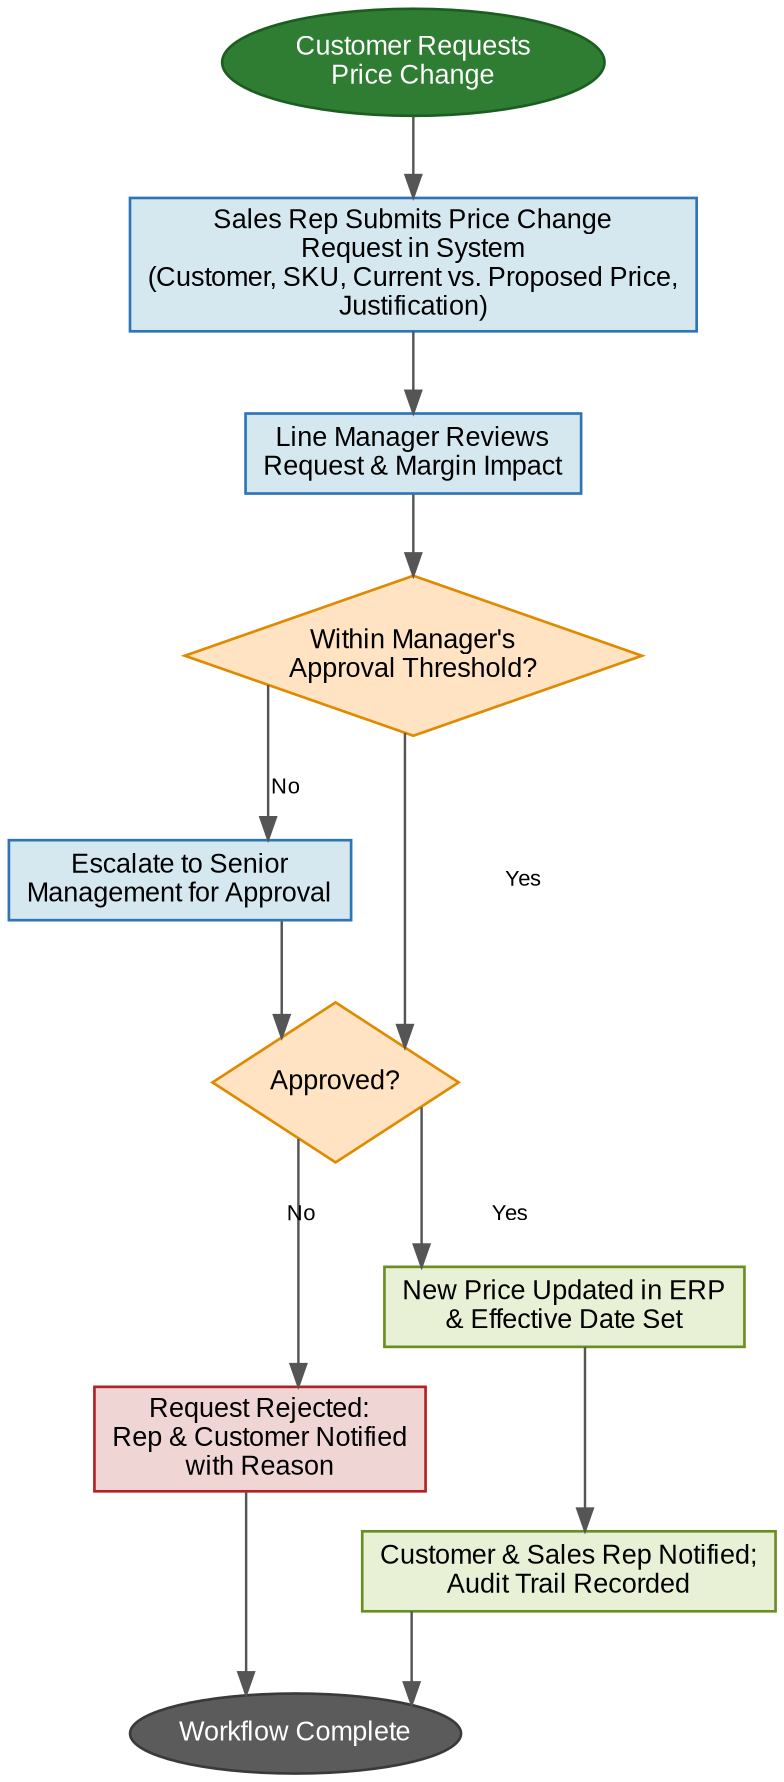 Customer Requests
Price Change
Sales Rep Submits Price Change
Request in System
(Customer, SKU, Current vs. Proposed Price,
Justification)
Line Manager Reviews
Request & Margin Impact
Within Manager's
Approval Threshold?
No
Escalate to Senior
Management for Approval
Yes
Approved?
No
Yes
New Price Updated in ERP
& Effective Date Set
Request Rejected:
Rep & Customer Notified
with Reason
Customer & Sales Rep Notified;
Audit Trail Recorded
Workflow Complete